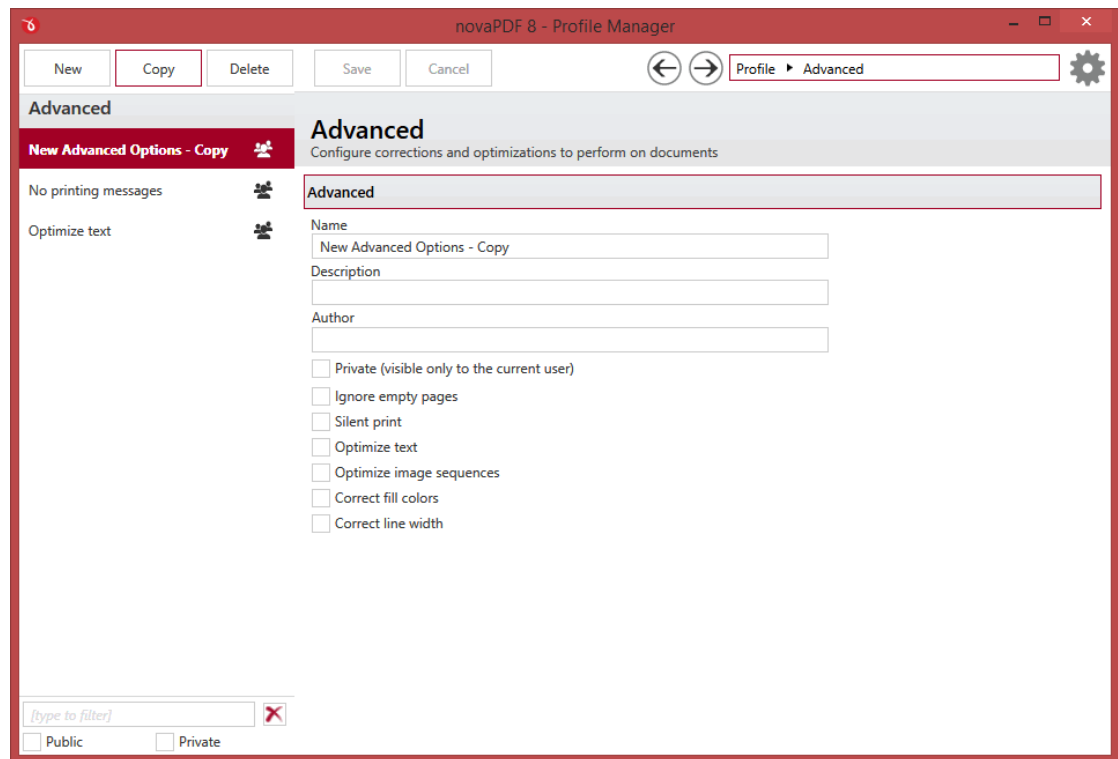 novaPDF 8 - Profile Manager
New Copy Delete Save Cancel Profile Advanced
Advanced
New Advanced Options - Copy
No printing messages
Optimize text
[type to filter]
Public Private
Advanced
Configure corrections and optimizations to perform on documents
Advanced
Name
New Advanced Options - Copy
Description
Author
Private (visible only to the current user)
Ignore empty pages
Silent print
Optimize text
Optimize image sequences
Correct fill colors
Correct line width